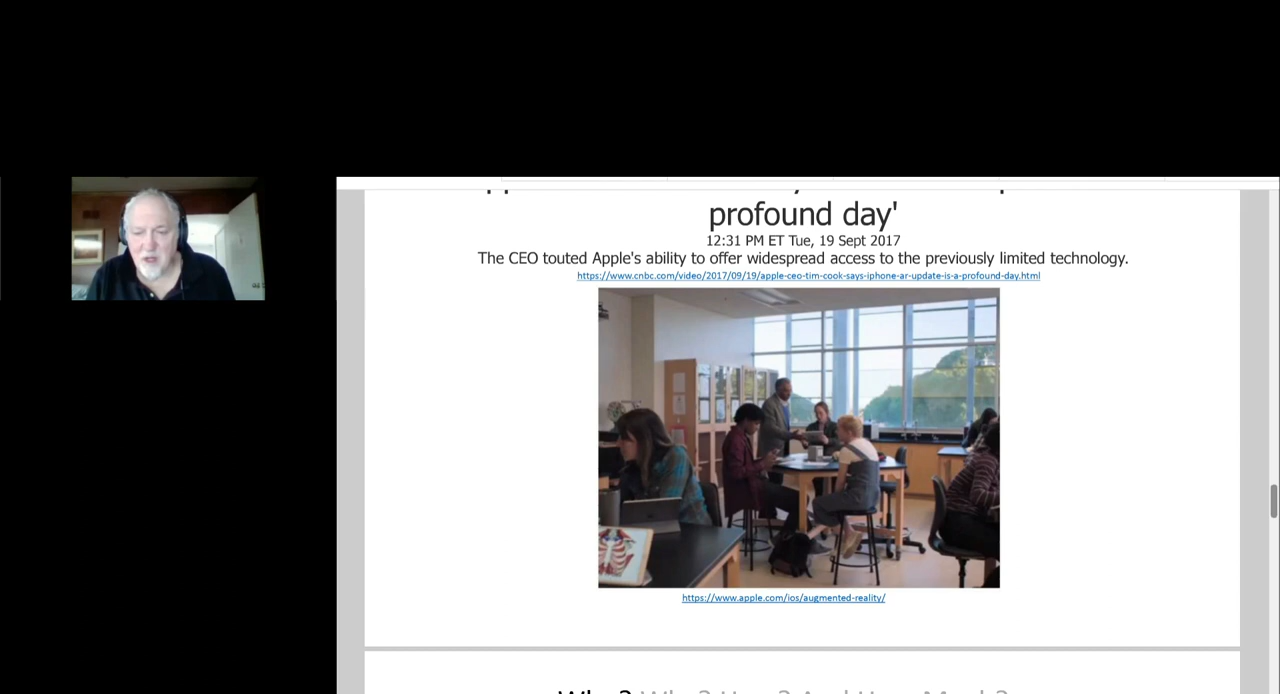 profound day'
12:31 PM ET Tue, 19 Sept 2017
The CEO touted Apple's ability to offer widespread access to the previously limited technology.
https://www.cnbc.com/video/2017/09/19/apple-ceo-tim-cook-says-iphone-ar-update-is-a-profound-day.html
https://www.apple.com/ios/augmented-reality/